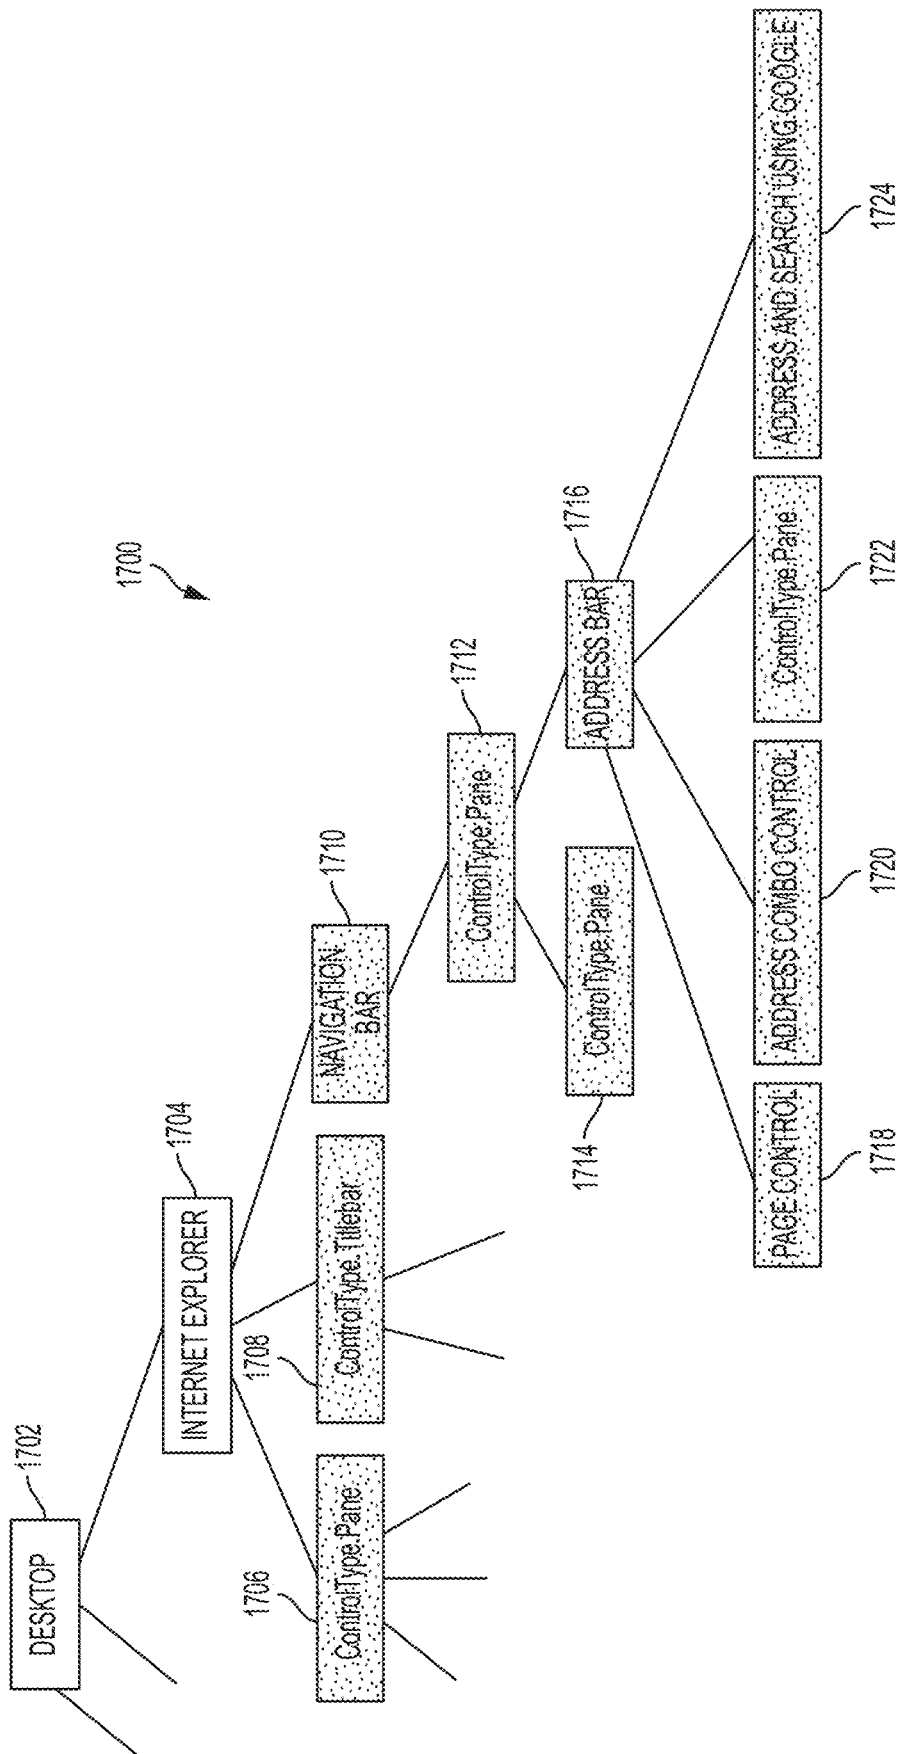 1700
DESKTOP
1702
INTERNET EXPLORER
1704
1706
ControlType.Pane
1708
ControlType.Titlebar
NAVIGATION
BAR
1710
ControlType.Pane
1712
ControlType.Pane
1714
ADDRESS BAR
1716
PAGE CONTROL
1718
ADDRESS COMBO CONTROL
1720
ControlType.Pane
1722
ADDRESS AND SEARCH USING GOOGLE
1724